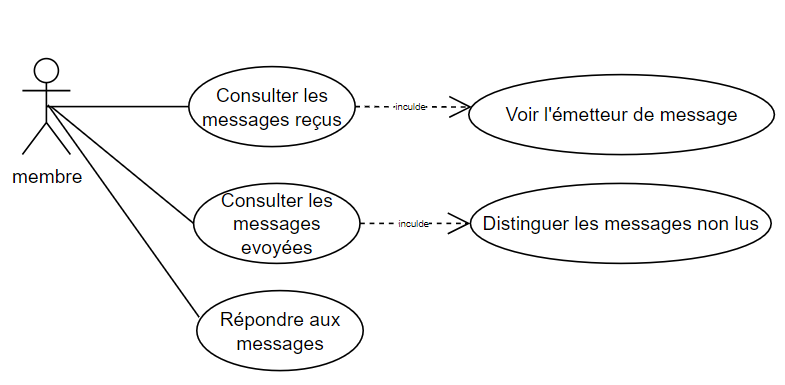 Consulter les
messages reçus
inculde
Voir l'émetteur de message
membre
Consulter les
messages
evoyées
inculde
Distinguer les messages non lus
Répondre aux
messages